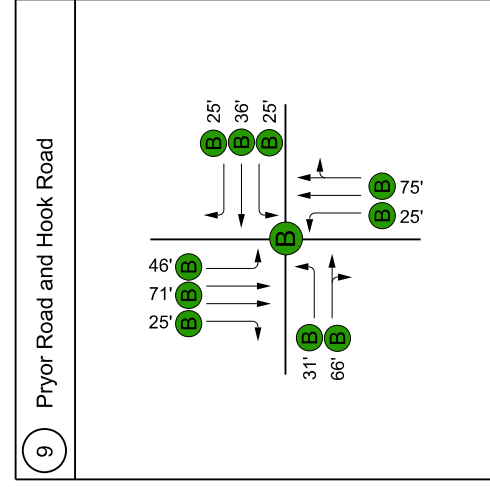 9 Pryor Road and Hook Road
25' 36' 25'
B B B
B 75'
B 25'
46' B
71' B
25' B
B
B B
31' 66'